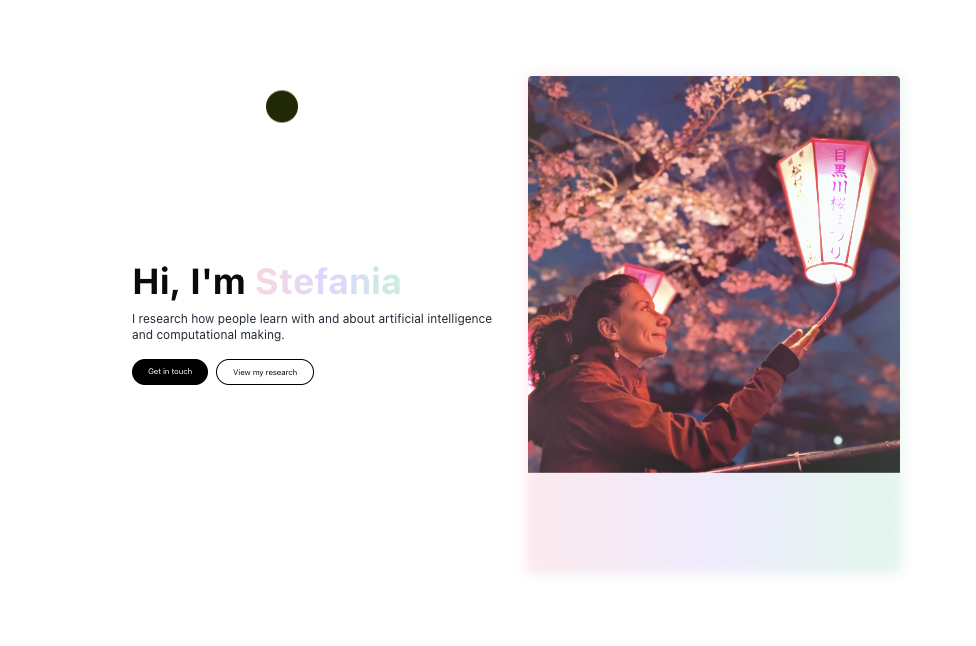 Hi, I'm Stefania
I research how people learn with and about artificial intelligence
and computational making.
Get in touch
View my research
目黒川桜まつり